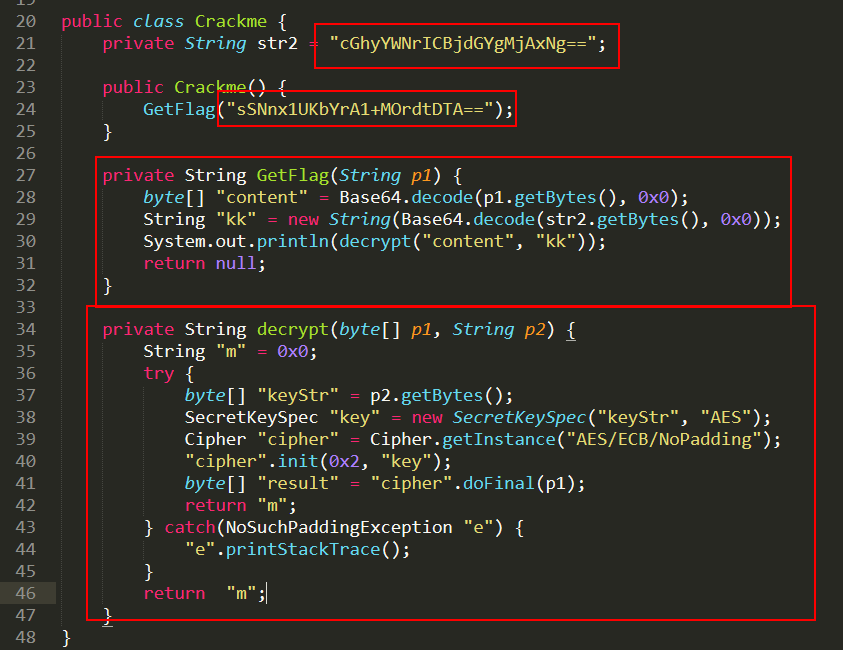 20 public class Crackme {
21 private String str2 = "cGhyYWNrICBjdGYgMjAxNg==";
22
23 public Crackme() {
24 GetFlag("sSNnx1UKbYrA1+MOrdtDTA==");
25 }
26
27 private String GetFlag(String p1) {
28 byte[] "content" = Base64.decode(p1.getBytes(), 0x0);
29 String "kk" = new String(Base64.decode(str2.getBytes(), 0x0));
30 System.out.println(decrypt("content", "kk"));
31 return null;
32 }
33
34 private String decrypt(byte[] p1, String p2) {
35 String "m" = 0x0;
36 try {
37 byte[] "keyStr" = p2.getBytes();
38 SecretKeySpec "key" = new SecretKeySpec("keyStr", "AES");
39 Cipher "cipher" = Cipher.getInstance("AES/ECB/NoPadding");
40 "cipher".init(0x2, "key");
41 byte[] "result" = "cipher".doFinal(p1);
42 return "m";
43 } catch(NoSuchPaddingException "e") {
44 "e".printStackTrace();
45 }
46 return  "m";
47 }
48 }